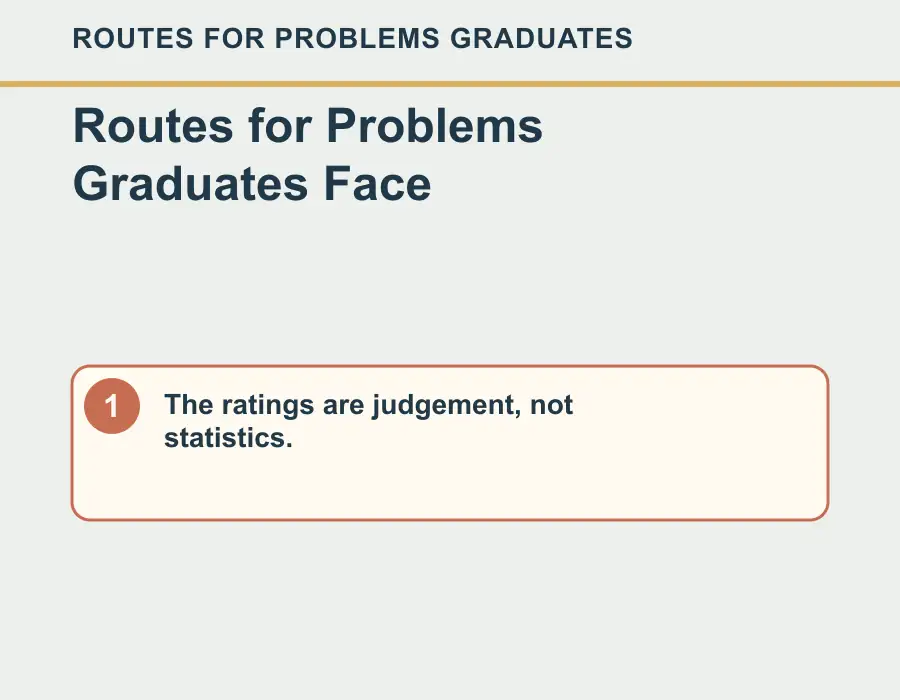 ROUTES FOR PROBLEMS GRADUATES
Routes for Problems
Graduates Face
1
The ratings are judgement, not
statistics.